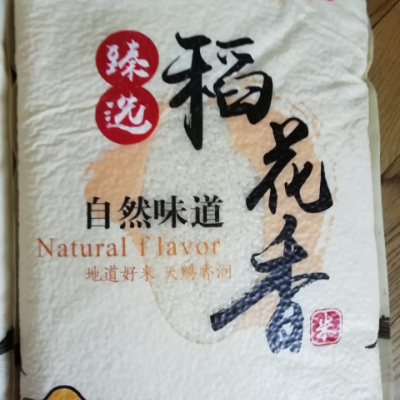 臻选
稻花香
自然味道
Natural flavor
地道好米 天赐香润
米